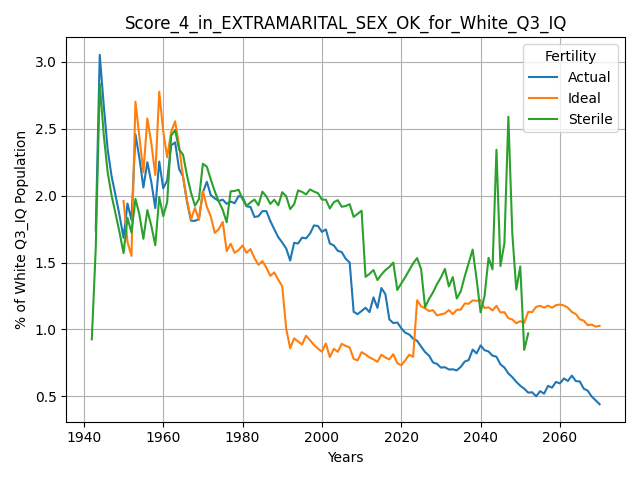 Score_4_in_EXTRAMARITAL_SEX_OK_for_White_Q3_IQ
% of White Q3_IQ Population
3.0
2.5
2.0
1.5
1.0
0.5
Fertility
Actual
Ideal
Sterile
1940
1960
1980
2000
2020
2040
2060
Years